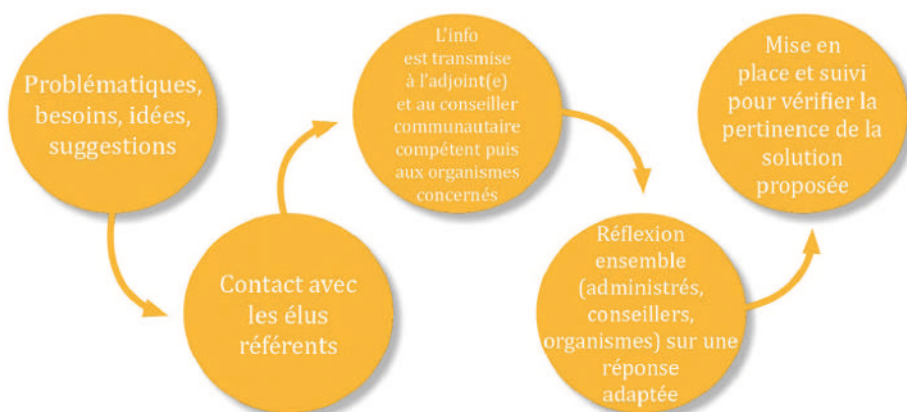 Problématiques,
besoins, idées,
suggestions
Contact avec
les élus
référents
L'info
est transmise
à l'adjoint(e)
et au conseiller
communautaire
compétent puis
aux organismes
concernés
Réflexion
ensemble
(administrés,
conseillers,
organismes) sur une
réponse
adaptée
Mise en
place et suivi
pour vérifier la
pertinence de la
solution
proposée